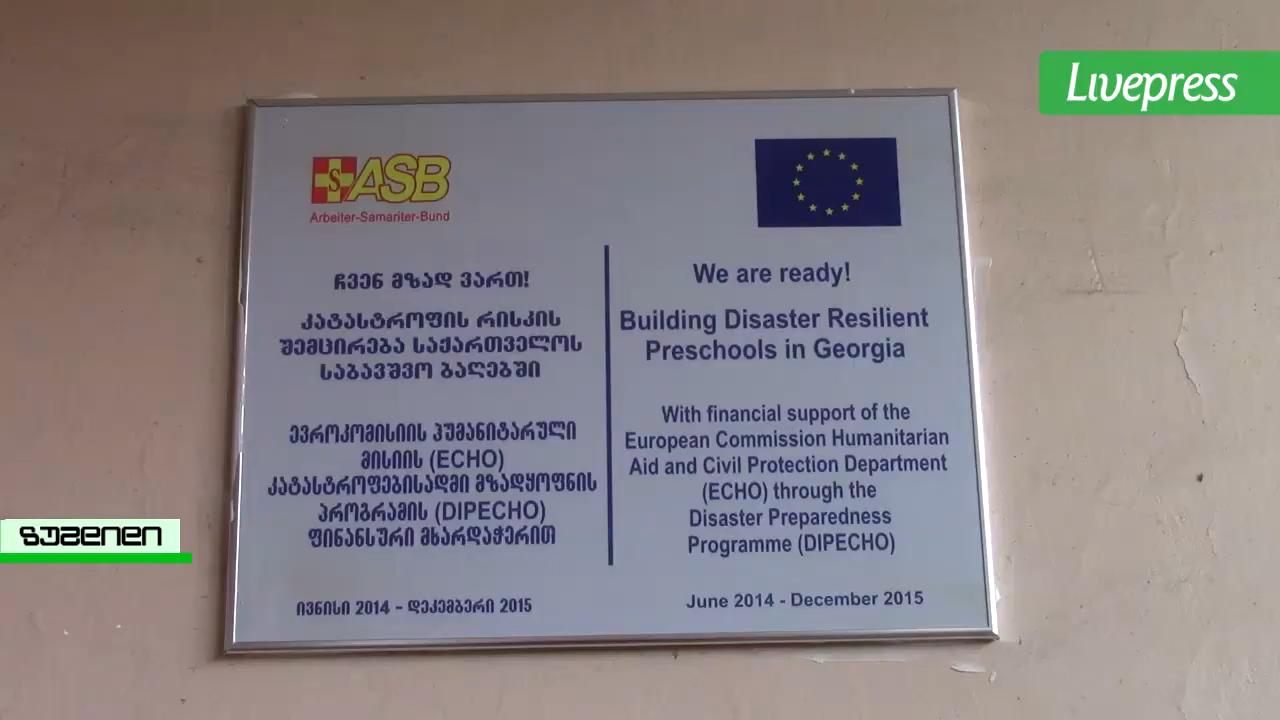 Livepress
ASB
Arbeiter-Samariter-Bund
ჩვენ მზად ვართ!
კატასტროფის რისკის
შემცირება საქართველოს
საბავშვო ბაღებში
ევროკომისიის ჰუმანიტარული
მისიის (ECHO)
კატასტროფებისადმი მზადყოფნის
პროგრამის (DIPECHO)
ფინანსური მხარდაჭერით
ივნისი 2014 - დეკემბერი 2015
We are ready!
Building Disaster Resilient
Preschools in Georgia
With financial support of the
European Commission Humanitarian
Aid and Civil Protection Department
(ECHO) through the
Disaster Preparedness
Programme (DIPECHO)
June 2014 - December 2015
ზუმერერი